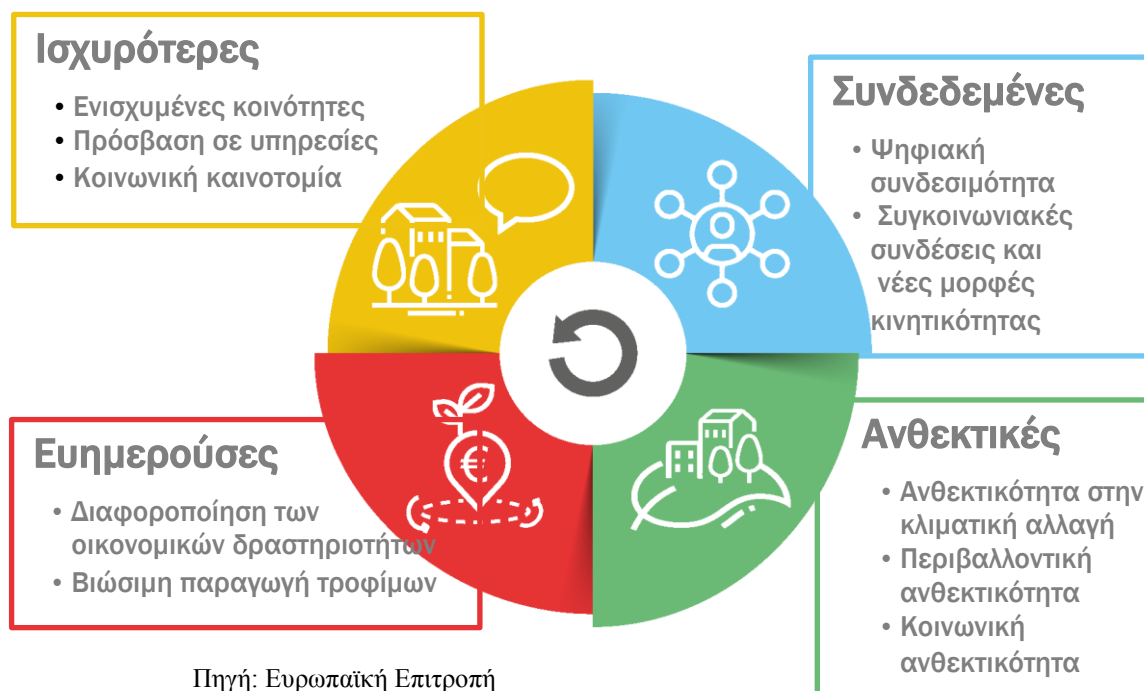 Ισχυρότερες
• Ενισχυμένες κοινότητες
• Πρόσβαση σε υπηρεσίες
• Κοινωνική καινοτομία
Συνδεδεμένες
• Ψηφιακή
συνδεσιμότητα
• Συγκοινωνιακές
συνδέσεις και
νέες μορφές
κινητικότητας
Ευημερούσες
• Διαφοροποίηση των
οικονομικών δραστηριοτήτων
• Βιώσιμη παραγωγή τροφίμων
€
Ανθεκτικές
• Ανθεκτικότητα στην
κλιματική αλλαγή
• Περιβαλλοντική
ανθεκτικότητα
• Κοινωνική
ανθεκτικότητα
Πηγή: Ευρωπαϊκή Επιτροπή